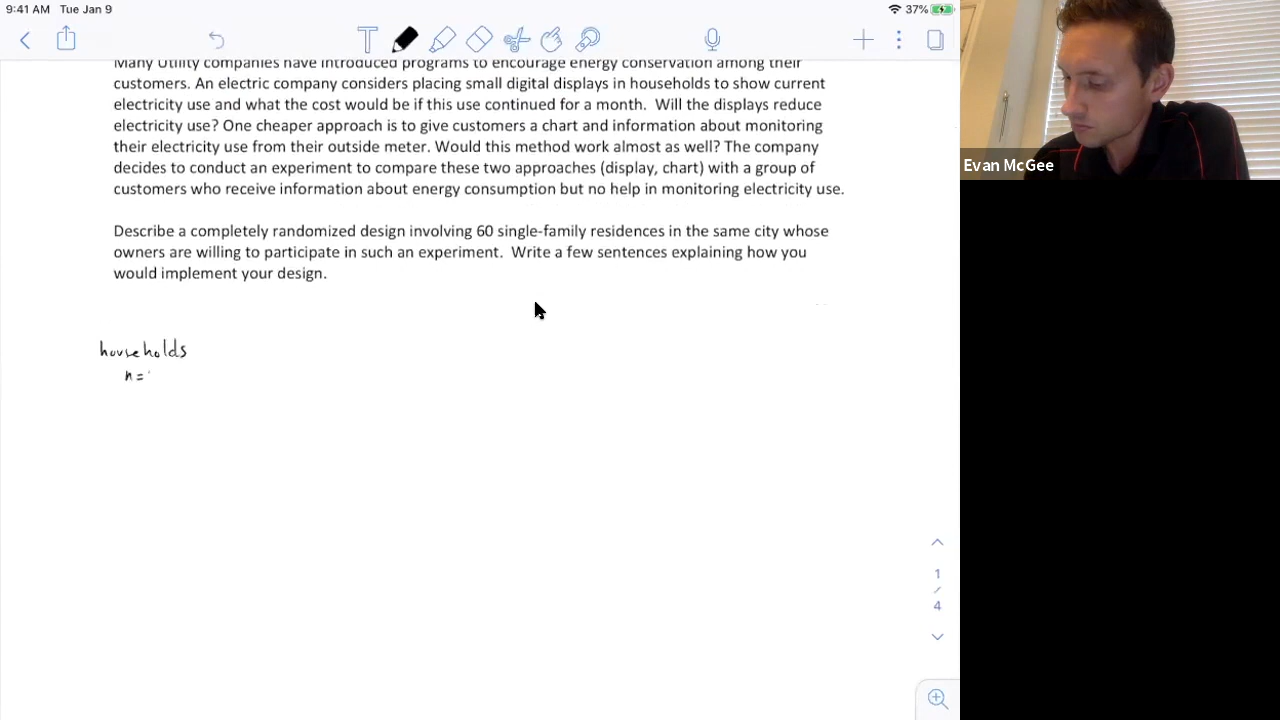 9:41 AM Tue Jan 9
37%
Many Utility companies have introduced programs to encourage energy conservation among their
customers. An electric company considers placing small digital displays in households to show current
electricity use and what the cost would be if this use continued for a month. Will the displays reduce
electricity use? One cheaper approach is to give customers a chart and information about monitoring
their electricity use from their outside meter. Would this method work almost as well? The company
decides to conduct an experiment to compare these two approaches (display, chart) with a group of
customers who receive information about energy consumption but no help in monitoring electricity use.
Describe a completely randomized design involving 60 single-family residences in the same city whose
owners are willing to participate in such an experiment. Write a few sentences explaining how you
would implement your design.
households
n=
1
/
4
Evan McGee